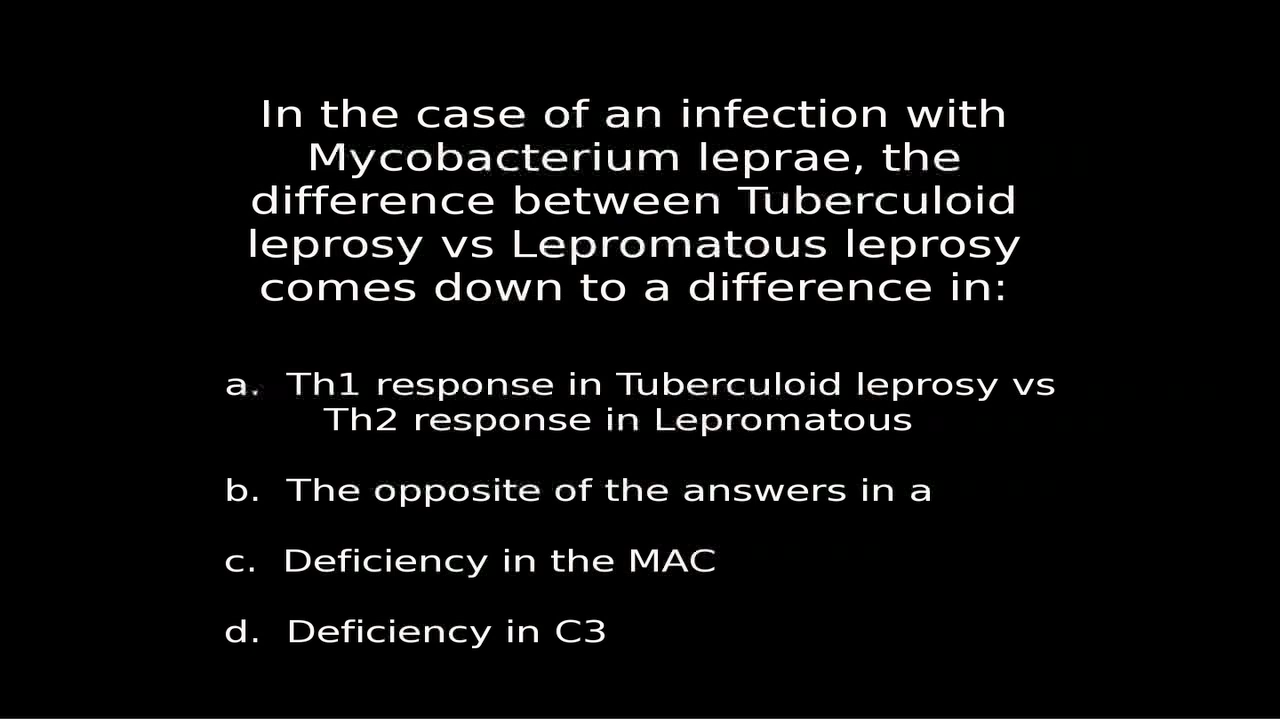 In the case of an infection with
Mycobacterium leprae, the
difference between Tuberculoid
leprosy vs Lepromatous leprosy
comes down to a difference in:
a. Th1 response in Tuberculoid leprosy vs
Th2 response in Lepromatous
b. The opposite of the answers in a
c. Deficiency in the MAC
d. Deficiency in C3